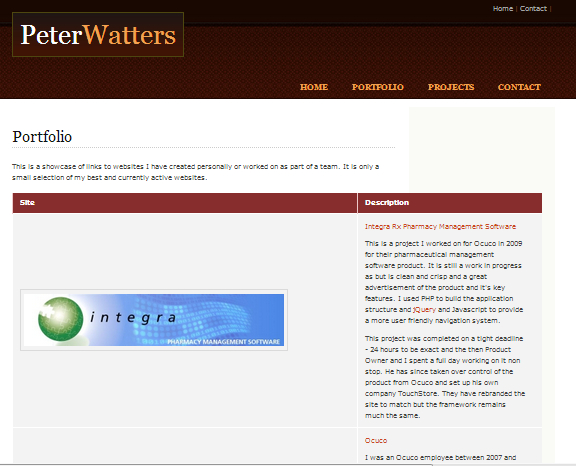 Home | Contact |
PeterWatters
HOME PORTFOLIO PROJECTS CONTACT
Portfolio
This is a showcase of links to websites I have created personally or worked on as part of a team. It is only a
small selection of my best and currently active websites.
Site Description
Integra Rx Pharmacy Management Software
This is a project I worked on for Ocuco in 2009
for their pharmaceutical management
software product. It is still a work in progress
as but is clean and crisp and a great
advertisement of the product and it's key
features. I used PHP to build the application
structure and jQuery and Javascript to provide
a more user friendly navigation system.
integra
PHARMACY MANAGEMENT SOFTWARE
This project was completed on a tight deadline
- 24 hours to be exact and the then Product
Owner and I spent a full day working on it non
stop. He has since taken over control of the
product from Ocuco and set up his own
company TouchStore. They have rebranded the
site to match but the framework remains
much the same.
Ocuco
I was an Ocuco employee between 2007 and